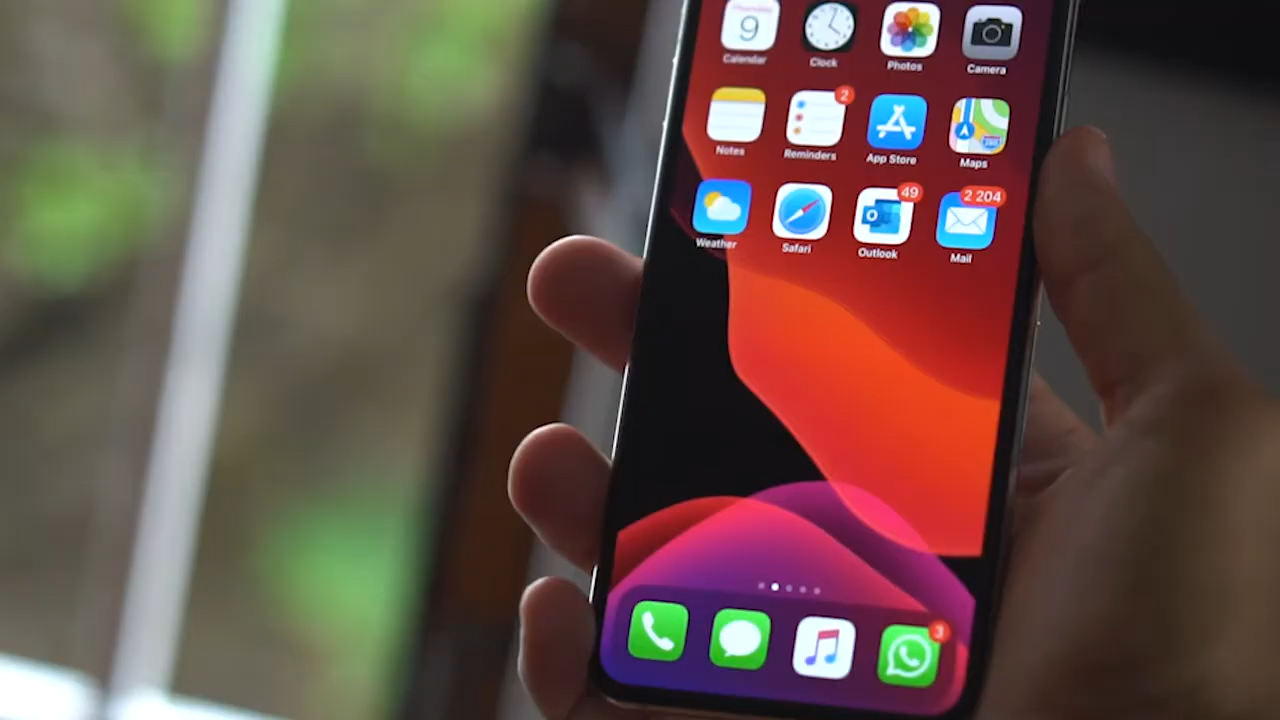 Thursday
9
Calendar
Clock
Photos
Camera
2
Notes
Reminders
App Store
Maps
49
2 204
Weather
Safari
Outlook
Mail
3